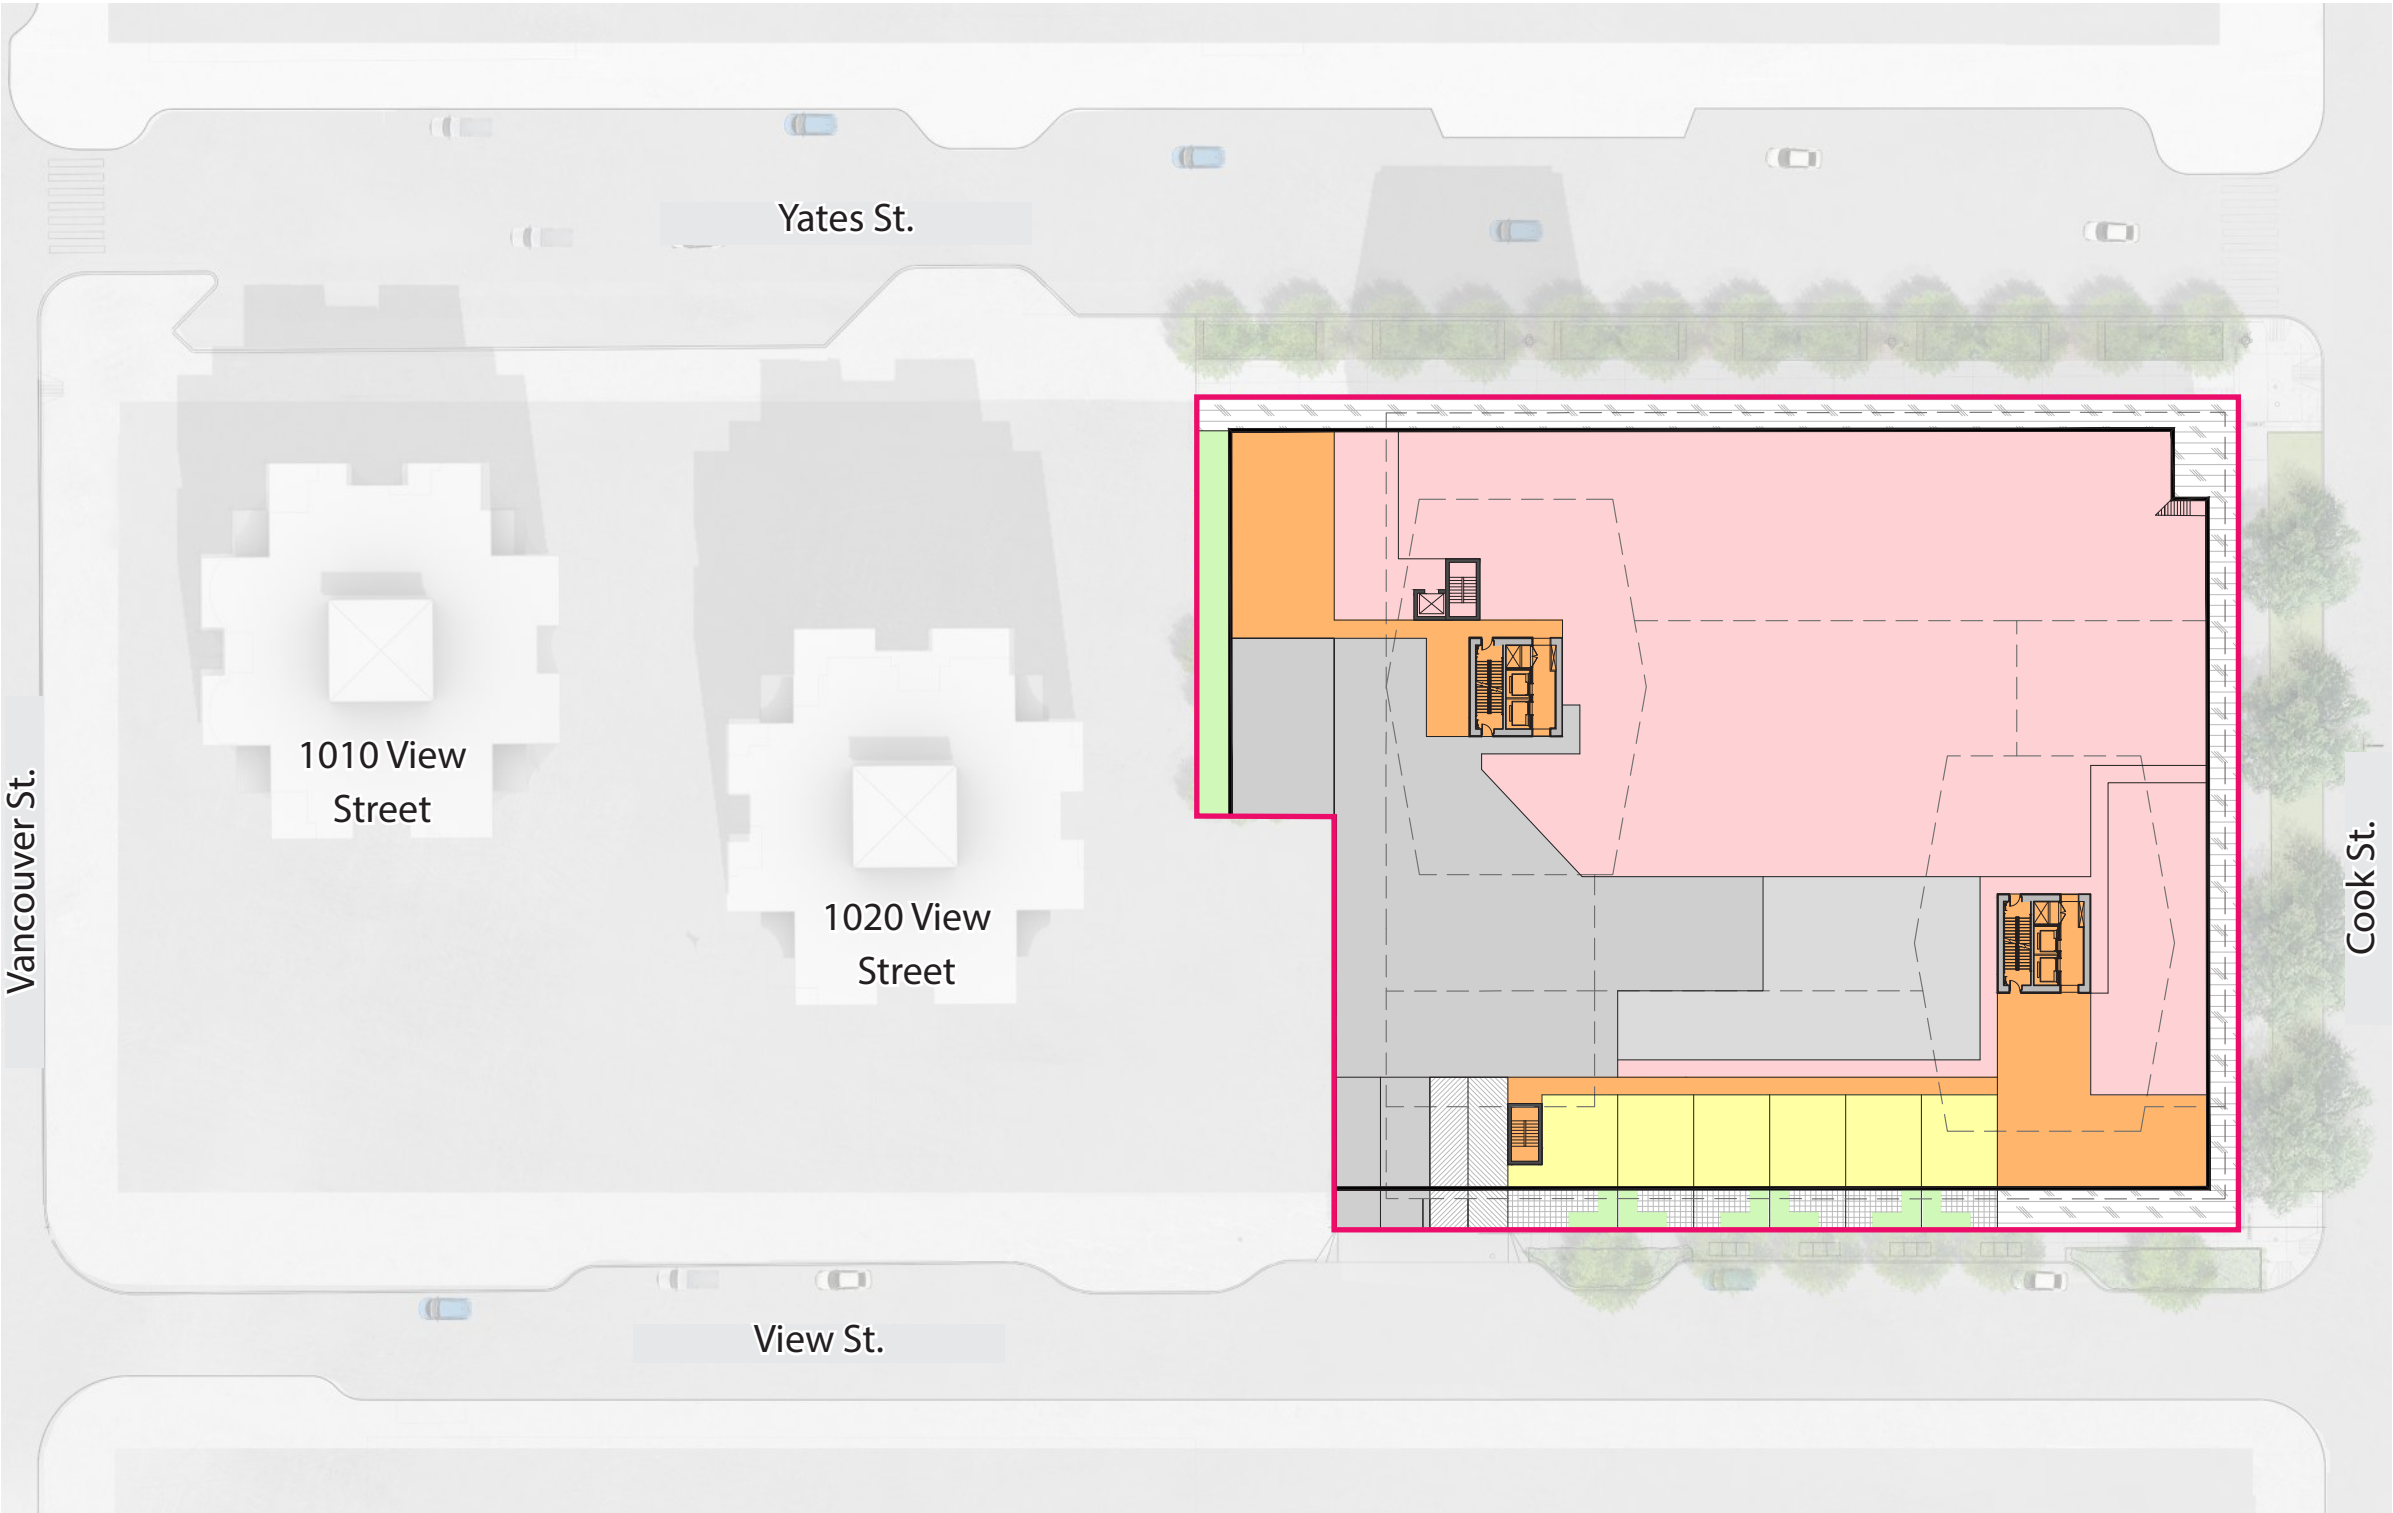 Yates St.
1010 View
Street
1020 View
Street
Vancouver St.
Cook St.
View St.